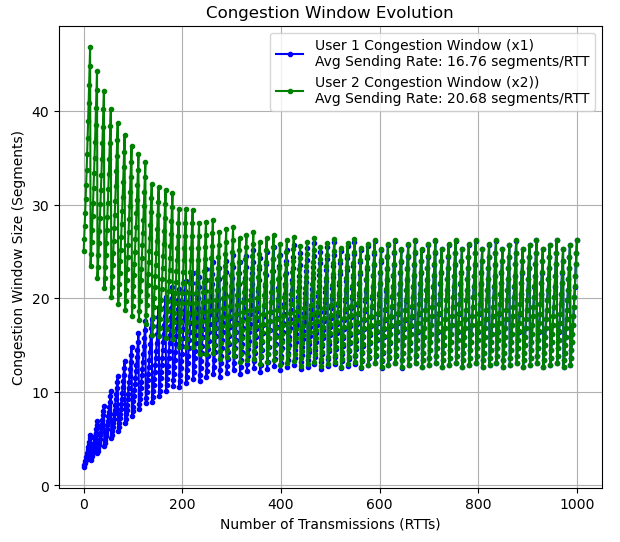 Congestion Window Evolution
User 1 Congestion Window (x1)
Avg Sending Rate: 16.76 segments/RTT
User 2 Congestion Window (x2))
Avg Sending Rate: 20.68 segments/RTT
Congestion Window Size (Segments)
40
30
20
10
0
0 200 400 600 800 1000
Number of Transmissions (RTTs)